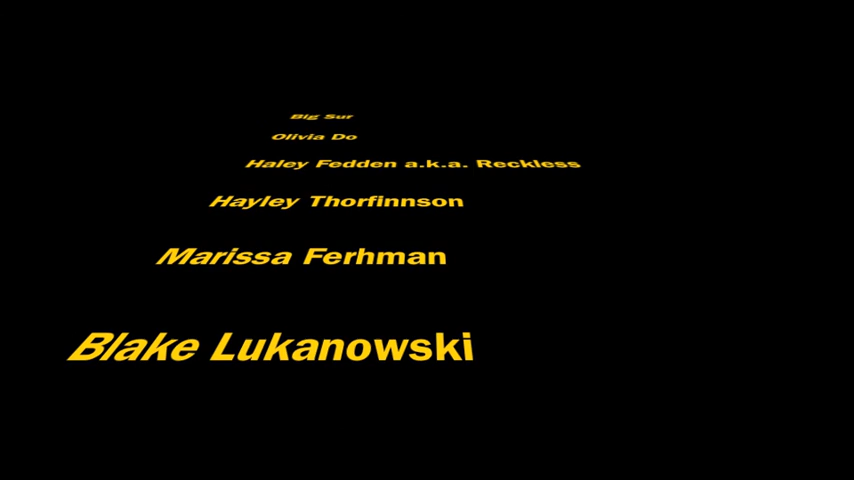 Big Sur
Olivia Do
Haley Fedden a.k.a. Reckless
Hayley Thorfinnson
Marissa Ferhman
Blake Lukanowski